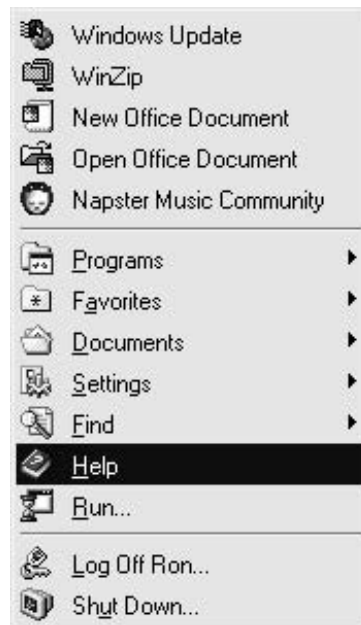 Windows Update
WinZip
New Office Document
Open Office Document
Napster Music Community
Programs
Favorites
Documents
Settings
Find
Help
Run...
Log Off Ron...
Shut Down...